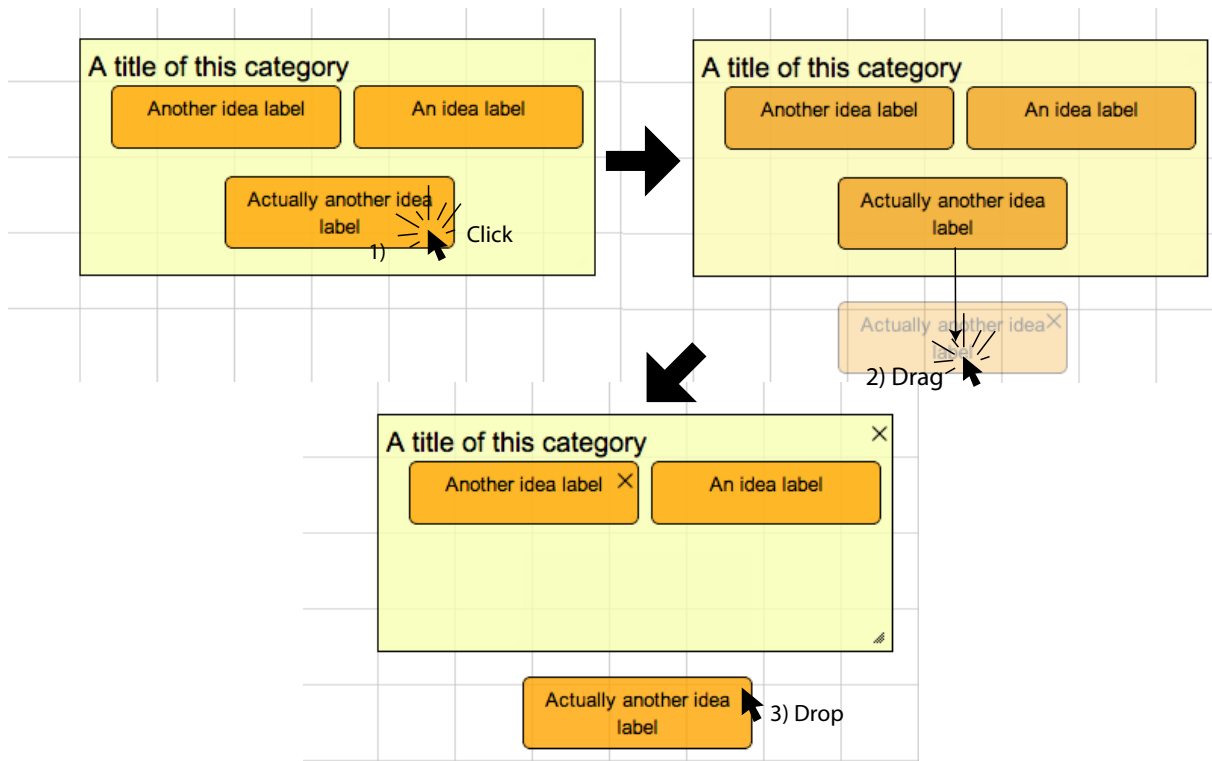 A title of this category
Another idea label
An idea label
Actually another idea
label
1)
Click
A title of this category
Another idea label
An idea label
Actually another idea
label
Actually another idea
label
2) Drag
A title of this category
Another idea label
An idea label
Actually another idea
label
3) Drop